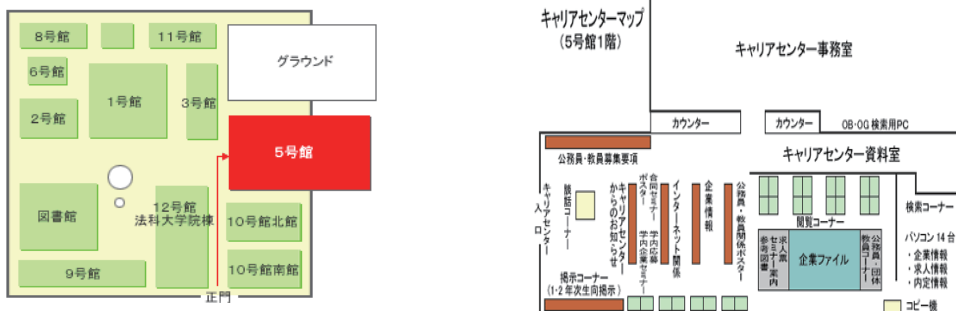 8号館
11号館
グラウンド
6号館
1号館
3号館
2号館
5号館
図書館
12号館
法科大学院棟
10号館北館
9号館
10号館南館
正門
キャリアセンターマップ
(5号館1階)
キャリアセンター事務室
カウンター
カウンター
OB・OG検索用PC
公務員・教員募集要項
キャリアセンター資料室
キャリアセンター
入口
談話コーナー
キャリアセンター
からのお知らせ
合同セミナー
ポスター
学内応募
学内企業セミナー
インターネット関係
企業情報
公務員・教員関係ポスター
閲覧コーナー
検索コーナー
パソコン14台
・企業情報
・求人情報
・内定情報
求人票
セミナー案内
参考図書
企業ファイル
公務員・団体
教員コーナー
掲示コーナー
(1・2年次生向掲示)
コピー機